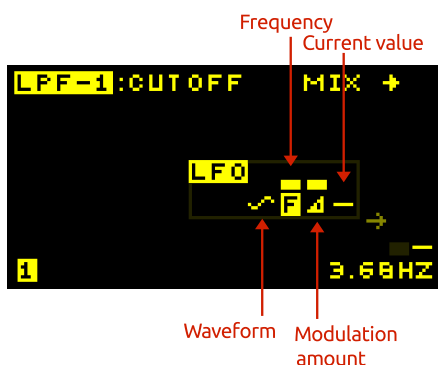 Frequency
Current value
LPF-1:CUTOFF MIX →
LFO
F
1
3.68HZ
Waveform
Modulation
amount